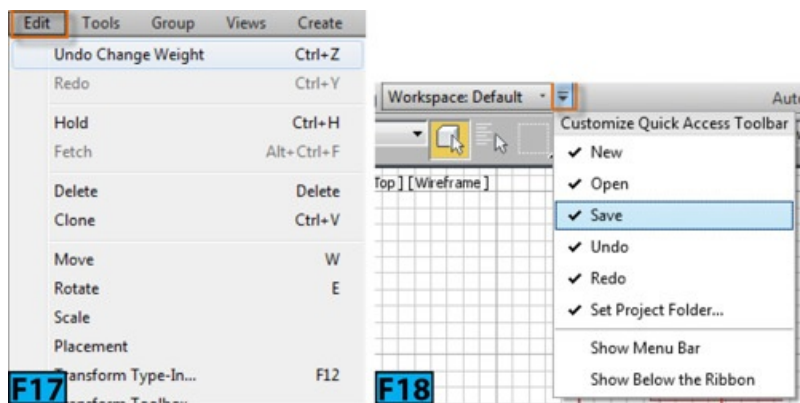 Edit Tools Group Views Create
Undo Change Weight Ctrl+Z
Redo Ctrl+Y
Hold Ctrl+H
Fetch Alt+Ctrl+F
Delete Delete
Clone Ctrl+V
Move W
Rotate E
Scale
Placement
Transform Type-In... F12
F17
Workspace: Default
Customize Quick Access Toolbar
New
Open
Top ] [ Wireframe ]
Save
Undo
Redo
Set Project Folder...
Show Menu Bar
Show Below the Ribbon
F18